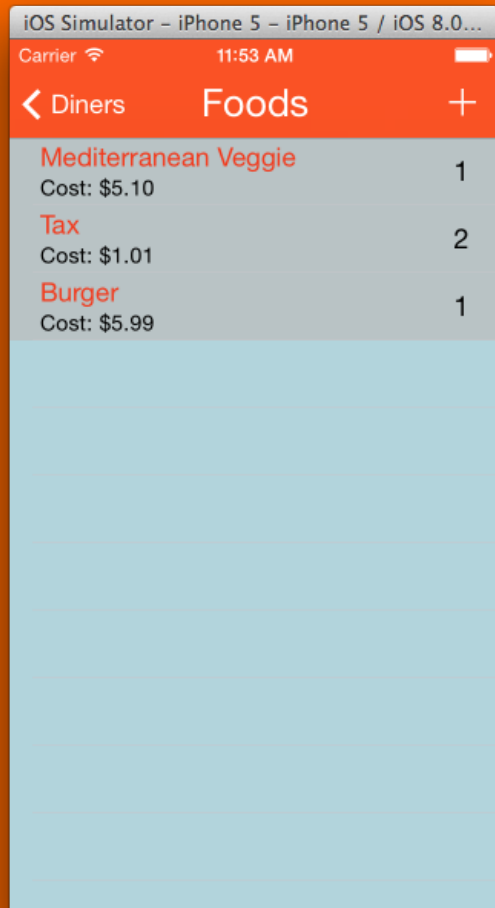 iOS Simulator – iPhone 5 – iPhone 5 / iOS 8.0...
Carrier 11:53 AM
Diners Foods +
Mediterranean Veggie 1
Cost: $5.10
Tax 2
Cost: $1.01
Burger 1
Cost: $5.99